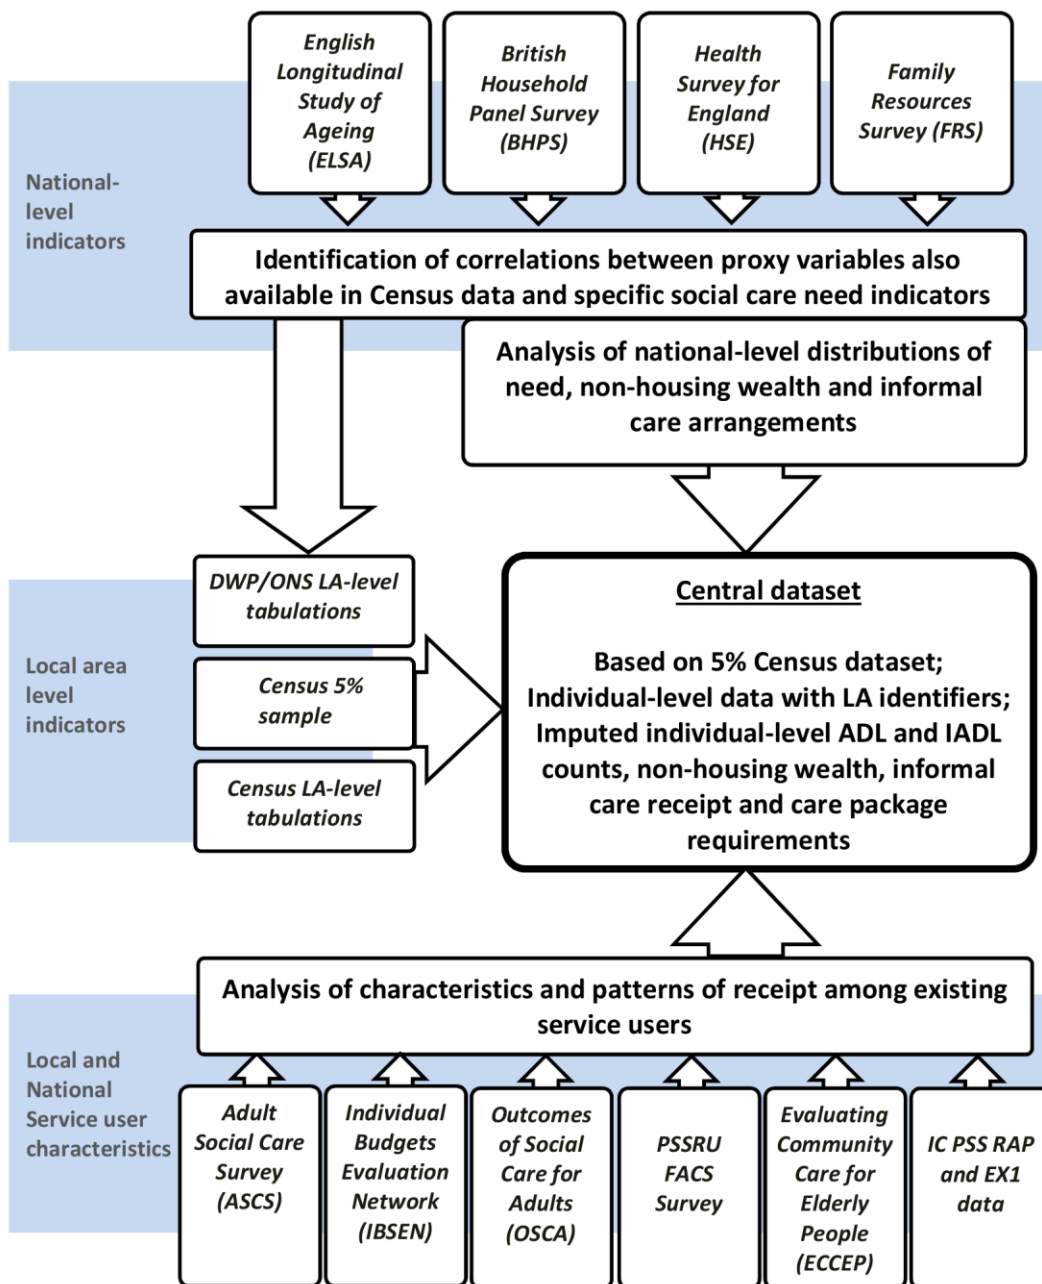 English
Longitudinal
Study of
Ageing
(ELSA)
British
Household
Panel Survey
(BHPS)
Health
Survey for
England
(HSE)
Family
Resources
Survey (FRS)
National-
level
indicators
Identification of correlations between proxy variables also
available in Census data and specific social care need indicators
Analysis of national-level distributions of
need, non-housing wealth and informal
care arrangements
Local area
level
indicators
DWP/ONS LA-level
tabulations
Census 5%
sample
Census LA-level
tabulations
Central dataset
Based on 5% Census dataset;
Individual-level data with LA identifiers;
Imputed individual-level ADL and IADL
counts, non-housing wealth, informal
care receipt and care package
requirements
Analysis of characteristics and patterns of receipt among existing
service users
Local and
National
Service user
characteristics
Adult
Social Care
Survey
(ASCS)
Individual
Budgets
Evaluation
Network
(IBSEN)
Outcomes
of Social
Care for
Adults
(OSCA)
PSSRU
FACS
Survey
Evaluating
Community
Care for
Elderly
People
(ECCEP)
IC PSS RAP
and EX1
data